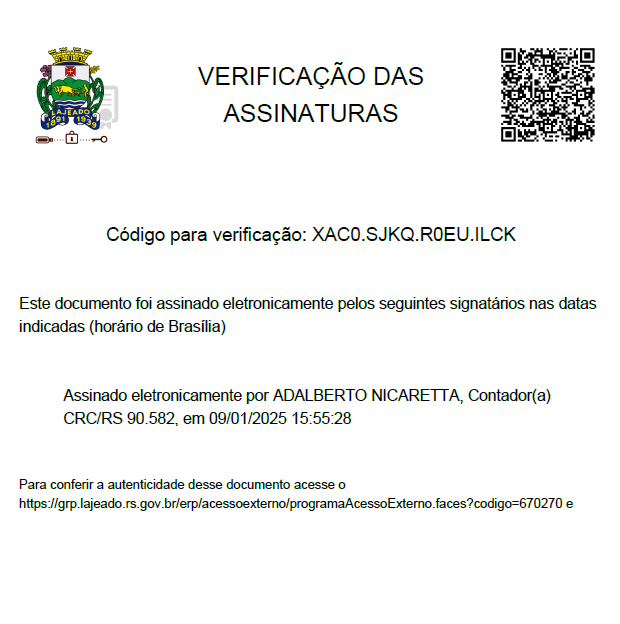 LAJEADO
1891 1939
VERIFICAÇÃO DAS
ASSINATURAS
Código para verificação: XAC0.SJKQ.R0EU.ILCK
Este documento foi assinado eletronicamente pelos seguintes signatários nas datas
indicadas (horário de Brasília)
Assinado eletronicamente por ADALBERTO NICARETTA, Contador(a)
CRC/RS 90.582, em 09/01/2025 15:55:28
Para conferir a autenticidade desse documento acesse o
https://grp.lajeado.rs.gov.br/erp/acessoexterno/programaAcessoExterno.faces?codigo=670270 e